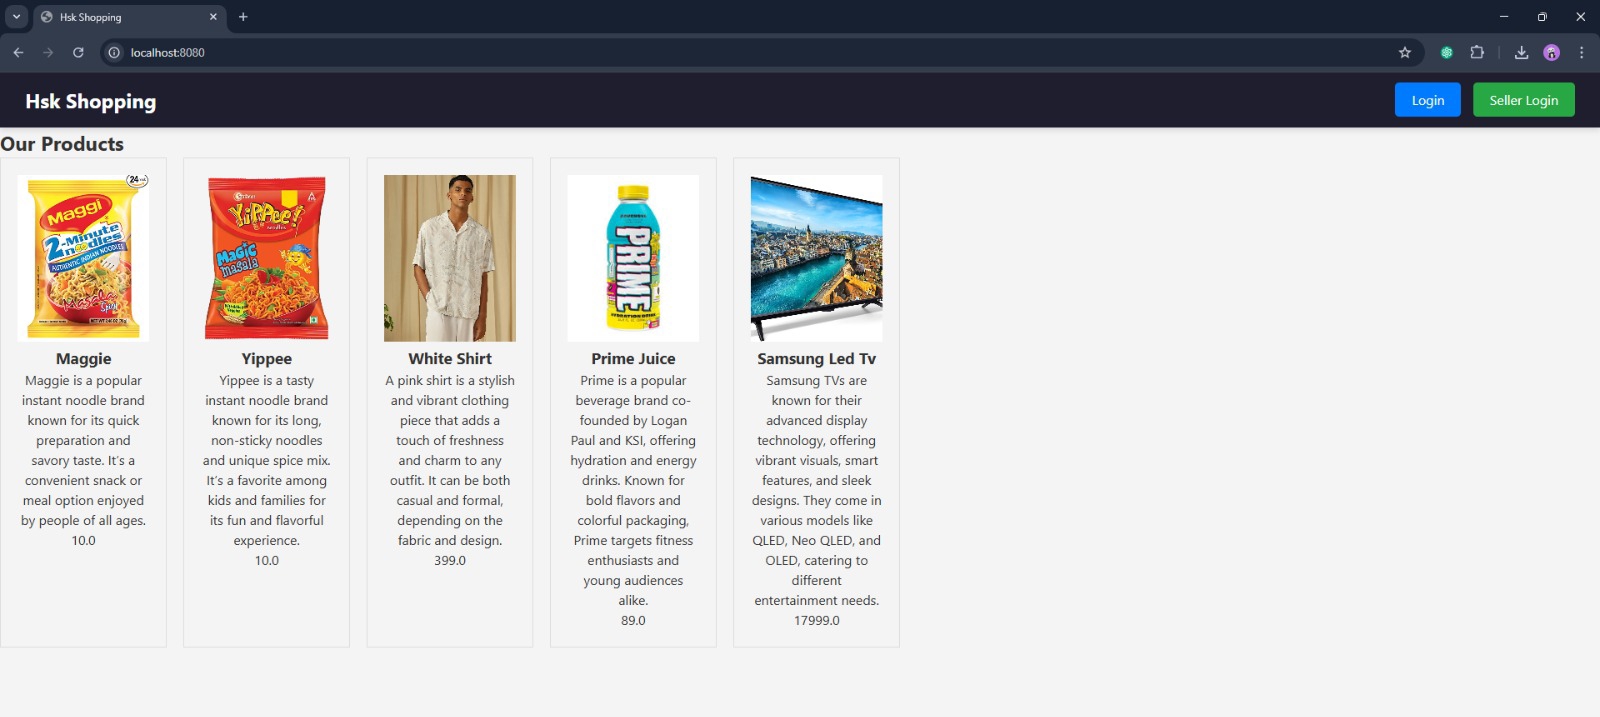 Hsk Shopping
localhost:8080
Hsk Shopping
Login
Seller Login
Our Products
24
Maggi
2-Minute
noodles
AUTHENTIC INDIAN NOODLES
Masala
Maggie
Maggie is a popular
instant noodle brand
known for its quick
preparation and
savory taste. It's a
convenient snack or
meal option enjoyed
by people of all ages.
10.0
YiPPee!
noodles
Magic
masala
Yippee
Yippee is a tasty
instant noodle brand
known for its long,
non-sticky noodles
and unique spice mix.
It's a favorite among
kids and families for
its fun and flavorful
experience.
10.0
White Shirt
A pink shirt is a stylish
and vibrant clothing
piece that adds a
touch of freshness
and charm to any
outfit. It can be both
casual and formal,
depending on the
fabric and design.
399.0
PRIME
HYDRATION DRINK
Prime Juice
Prime is a popular
beverage brand co-
founded by Logan
Paul and KSI, offering
hydration and energy
drinks. Known for
bold flavors and
colorful packaging,
Prime targets fitness
enthusiasts and
young audiences
alike.
89.0
Samsung Led Tv
Samsung TVs are
known for their
advanced display
technology, offering
vibrant visuals, smart
features, and sleek
designs. They come in
various models like
QLED, Neo QLED, and
OLED, catering to
different
entertainment needs.
17999.0